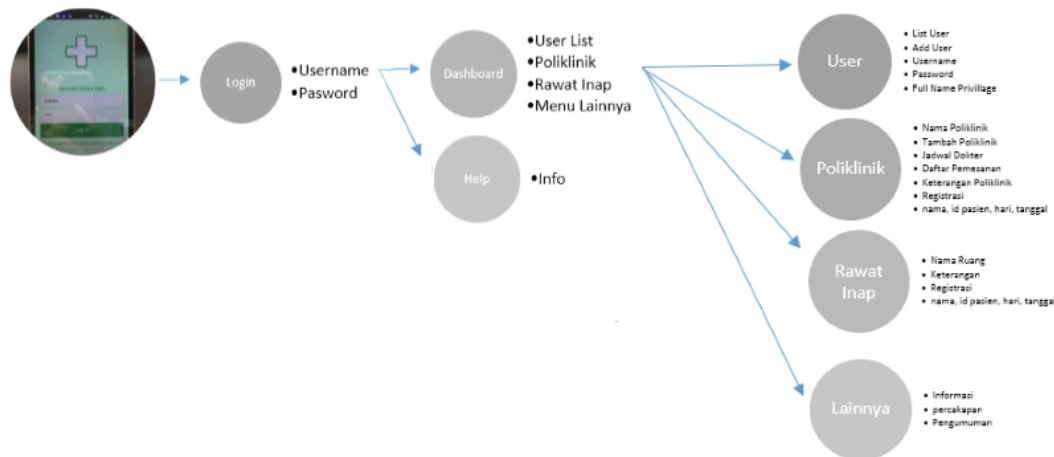 Login
•Username
•Pasword
Dashboard
•User List
•Poliklinik
•Rawat Inap
•Menu Lainnya
Help
•Info
User
• List User
• Add User
• Username
• Password
• Full Name Privillage
Poliklinik
• Nama Poliklinik
• Tambah Poliklinik
• Jadwal Dokter
• Daftar Pemesanan
• Keterangan Poliklinik
• Registrasi
• nama, id pasien, hari, tanggal
Rawat
Inap
• Nama Ruang
• Keterangan
• Registrasi
• nama, id pasien, hari, tanggal
Lainnya
• Informasi
• percakapan
• Pengumuman